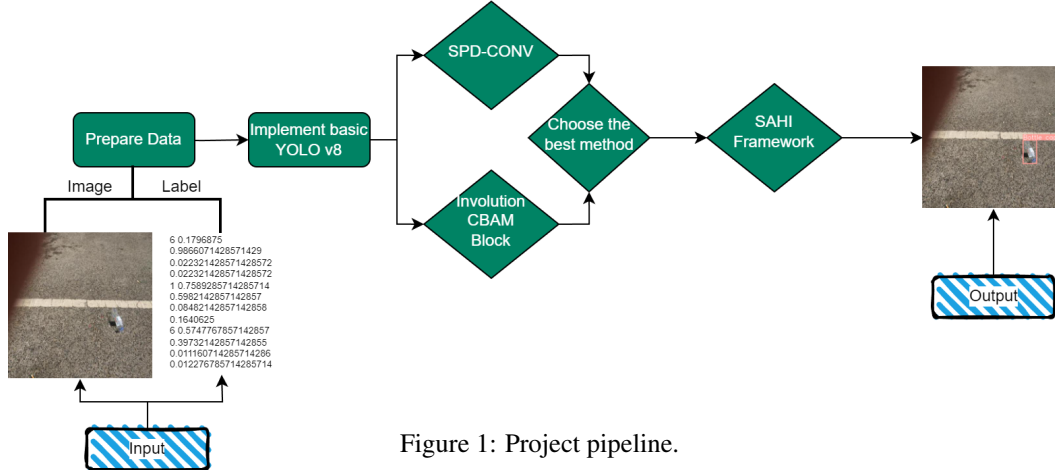 SPD-CONV
Prepare Data
Implement basic
YOLO v8
Choose the
best method
SAHI
Framework
Image
Label
Involution
CBAM
Block
6 0.1796875
0.9866071428571429
0.022321428571428572
0.022321428571428572
1 0.7589285714285714
0.5982142857142857
0.08482142857142858
0.1640625
6 0.5747767857142857
0.39732142857142855
0.011160714285714286
0.012276785714285714
Output
Input
Figure 1: Project pipeline.